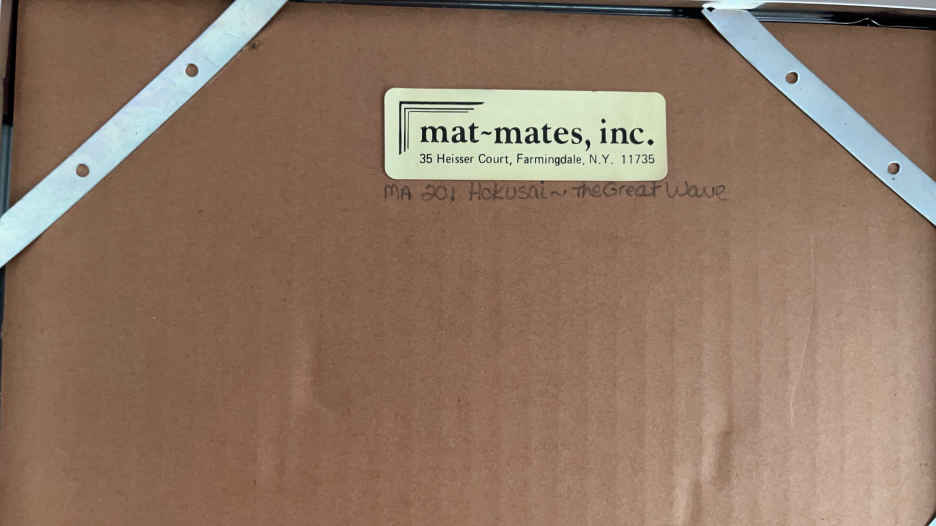 mat~mates, inc.
35 Heisser Court, Farmingdale, N.Y. 11735
MA 201 Hokusai~ The Great Wave